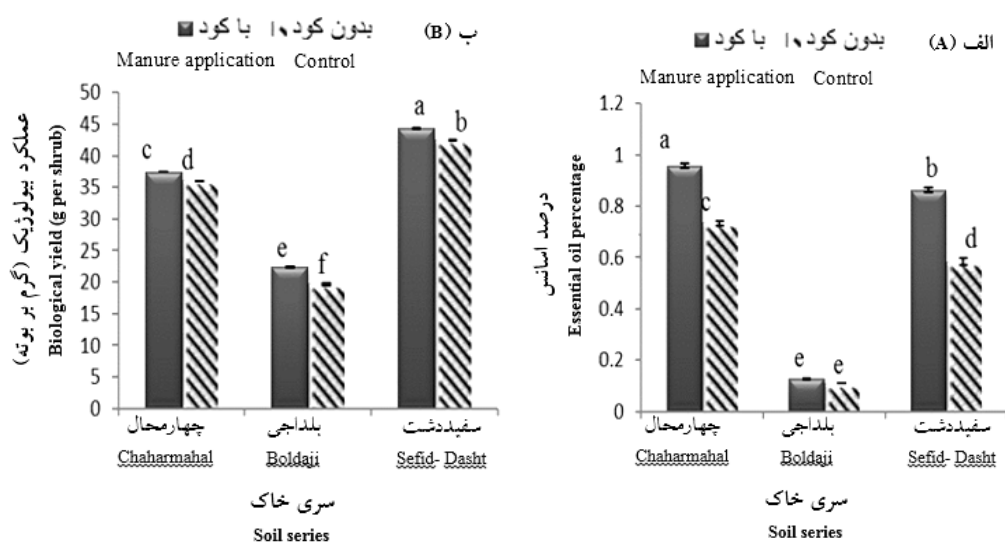 ب (B)
با کود بدون کود
Manure application Control
عملکرد بیولوژیک (گرم بر بوته)
Biological yield (g per shrub)
50
45
40
35
30
25
20
15
10
5
0
c d e f a b
چهارمحال بلداجی سفیددشت
Chaharmahal Boldaji Sefid- Dasht
سری خاک
Soil series
الف (A)
با کود بدون کود
Manure application Control
درصد اسانس
Essential oil percentage
1.2
1
0.8
0.6
0.4
0.2
0
a c e e b d
چهارمحال بلداجی سفیددشت
Chaharmahal Boldaji Sefid- Dasht
سری خاک
Soil series